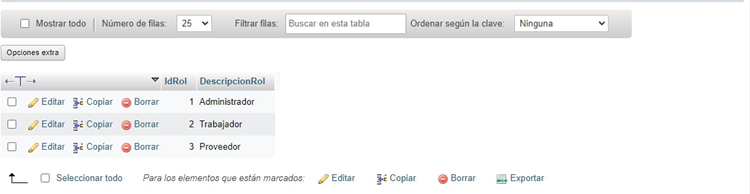 Mostrar todo Número de filas: 25 Filtrar filas: Buscar en esta tabla Ordenar según la clave: Ninguna
Opciones extra
IdRol DescripcionRol
Editar Copiar Borrar 1 Administrador
Editar Copiar Borrar 2 Trabajador
Editar Copiar Borrar 3 Proveedor
Seleccionar todo Para los elementos que están marcados: Editar Copiar Borrar Exportar